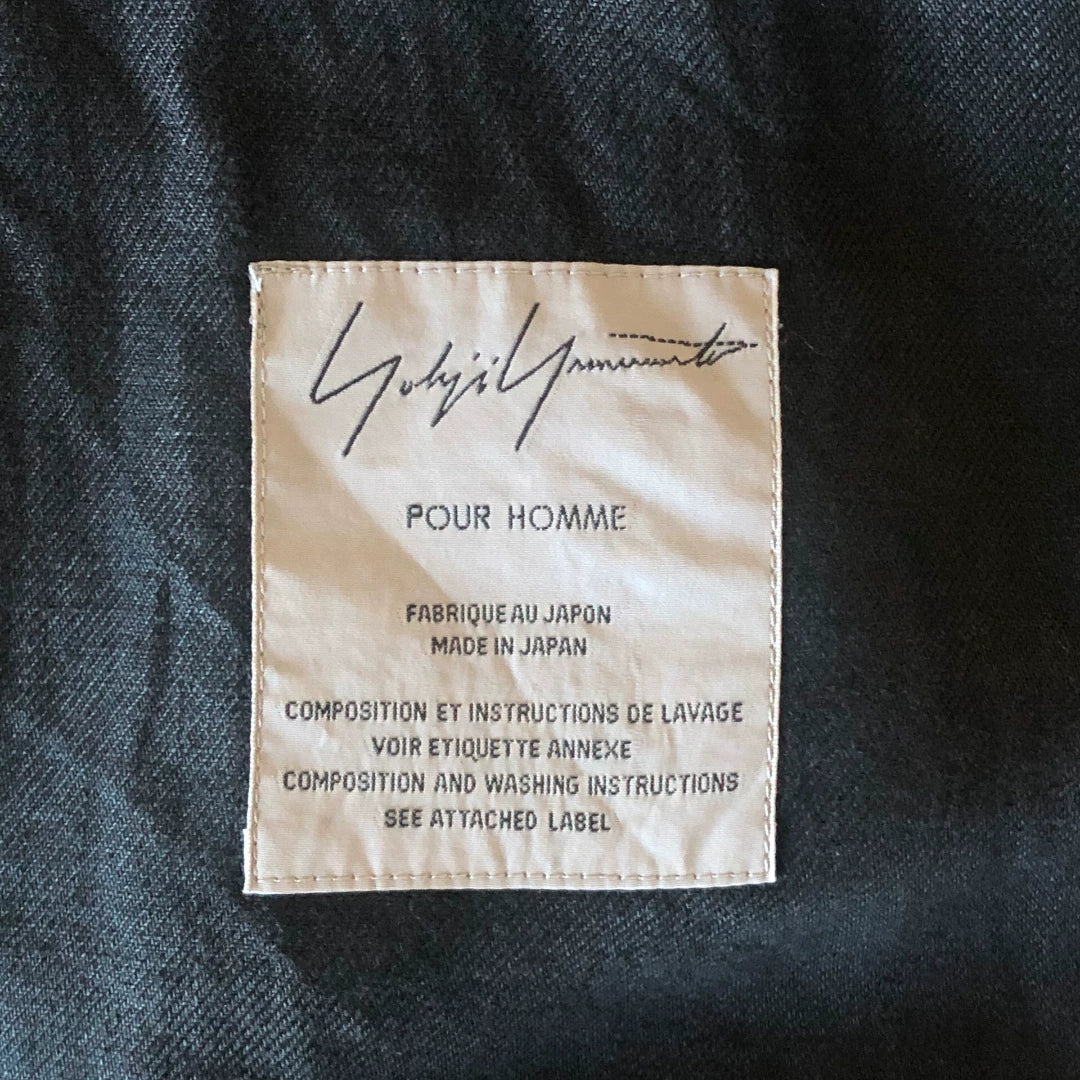 Yohji Yamamoto
POUR HOMME
FABRIQUE AU JAPON
MADE IN JAPAN
COMPOSITION ET INSTRUCTIONS DE LAVAGE
VOIR ETIQUETTE ANNEXE
COMPOSITION AND WASHING INSTRUCTIONS
SEE ATTACHED LABEL